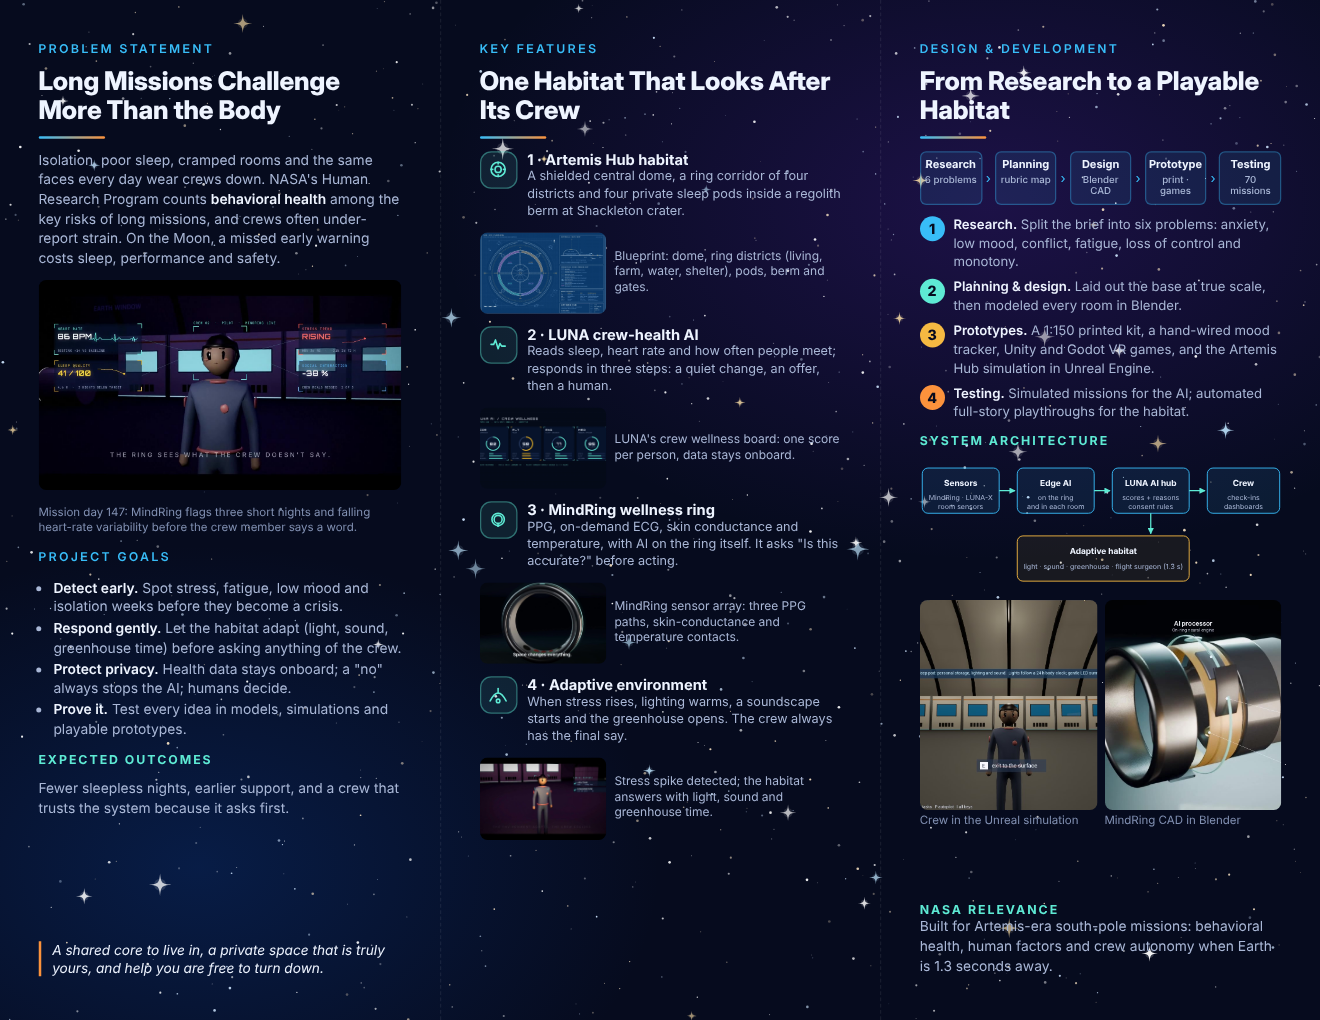 PROBLEM STATEMENT
Long Missions Challenge
More Than the Body
Isolation, poor sleep, cramped rooms and the same
faces every day wear crews down. NASA's Human
Research Program counts behavioral health among the
key risks of long missions, and crews often under-
report strain. On the Moon, a missed early warning
costs sleep, performance and safety.
HEART RATE
86 BPM
41 / 100
RISING
-38 %
THE RING SEES WHAT THE CREW DOESN'T SAY.
Mission day 147: MindRing flags three short nights and falling
heart-rate variability before the crew member says a word.
PROJECT GOALS
Detect early. Spot stress, fatigue, low mood and
isolation weeks before they become a crisis.
Respond gently. Let the habitat adapt (light, sound,
greenhouse time) before asking anything of the crew.
Protect privacy. Health data stays onboard; a "no"
always stops the AI; humans decide.
Prove it. Test every idea in models, simulations and
playable prototypes.
EXPECTED OUTCOMES
Fewer sleepless nights, earlier support, and a crew that
trusts the system because it asks first.
A shared core to live in, a private space that is truly
yours, and help you are free to turn down.
KEY FEATURES
One Habitat That Looks After
Its Crew
1 · Artemis Hub habitat
A shielded central dome, a ring corridor of four
districts and four private sleep pods inside a regolith
berm at Shackleton crater.
Blueprint: dome, ring districts (living,
farm, water, shelter), pods, berm and
gates.
2 · LUNA crew-health AI
Reads sleep, heart rate and how often people meet;
responds in three steps: a quiet change, an offer,
then a human.
LUNA's crew wellness board: one score
per person, data stays onboard.
3 · MindRing wellness ring
PPG, on-demand ECG, skin conductance and
temperature, with AI on the ring itself. It asks "Is this
accurate?" before acting.
Space changes everything.
MindRing sensor array: three PPG
paths, skin-conductance and
temperature contacts.
4 · Adaptive environment
When stress rises, lighting warms, a soundscape
starts and the greenhouse opens. The crew always
has the final say.
Stress spike detected; the habitat
answers with light, sound and
greenhouse time.
DESIGN & DEVELOPMENT
From Research to a Playable
Habitat
Research
6 problems
›
Planning
rubric map
›
Design
Blender
CAD
›
Prototype
print ·
games
›
Testing
70
missions
1
Research. Split the brief into six problems: anxiety,
low mood, conflict, fatigue, loss of control and
monotony.
2
Planning & design. Laid out the base at true scale,
then modeled every room in Blender.
3
Prototypes. A 1:150 printed kit, a hand-wired mood
tracker, Unity and Godot VR games, and the Artemis
Hub simulation in Unreal Engine.
4
Testing. Simulated missions for the AI; automated
full-story playthroughs for the habitat.
SYSTEM ARCHITECTURE
Sensors
MindRing · LUNA-X
room sensors
Edge AI
on the ring
and in each room
LUNA AI hub
scores + reasons
consent rules
Crew
check-ins
dashboards
Adaptive habitat
light · sound · greenhouse · flight surgeon (1.3 s)
E exit to the surface
AI processor
On-ring neural engine
Crew in the Unreal simulation
MindRing CAD in Blender
NASA RELEVANCE
Built for Artemis-era south-pole missions: behavioral
health, human factors and crew autonomy when Earth
is 1.3 seconds away.